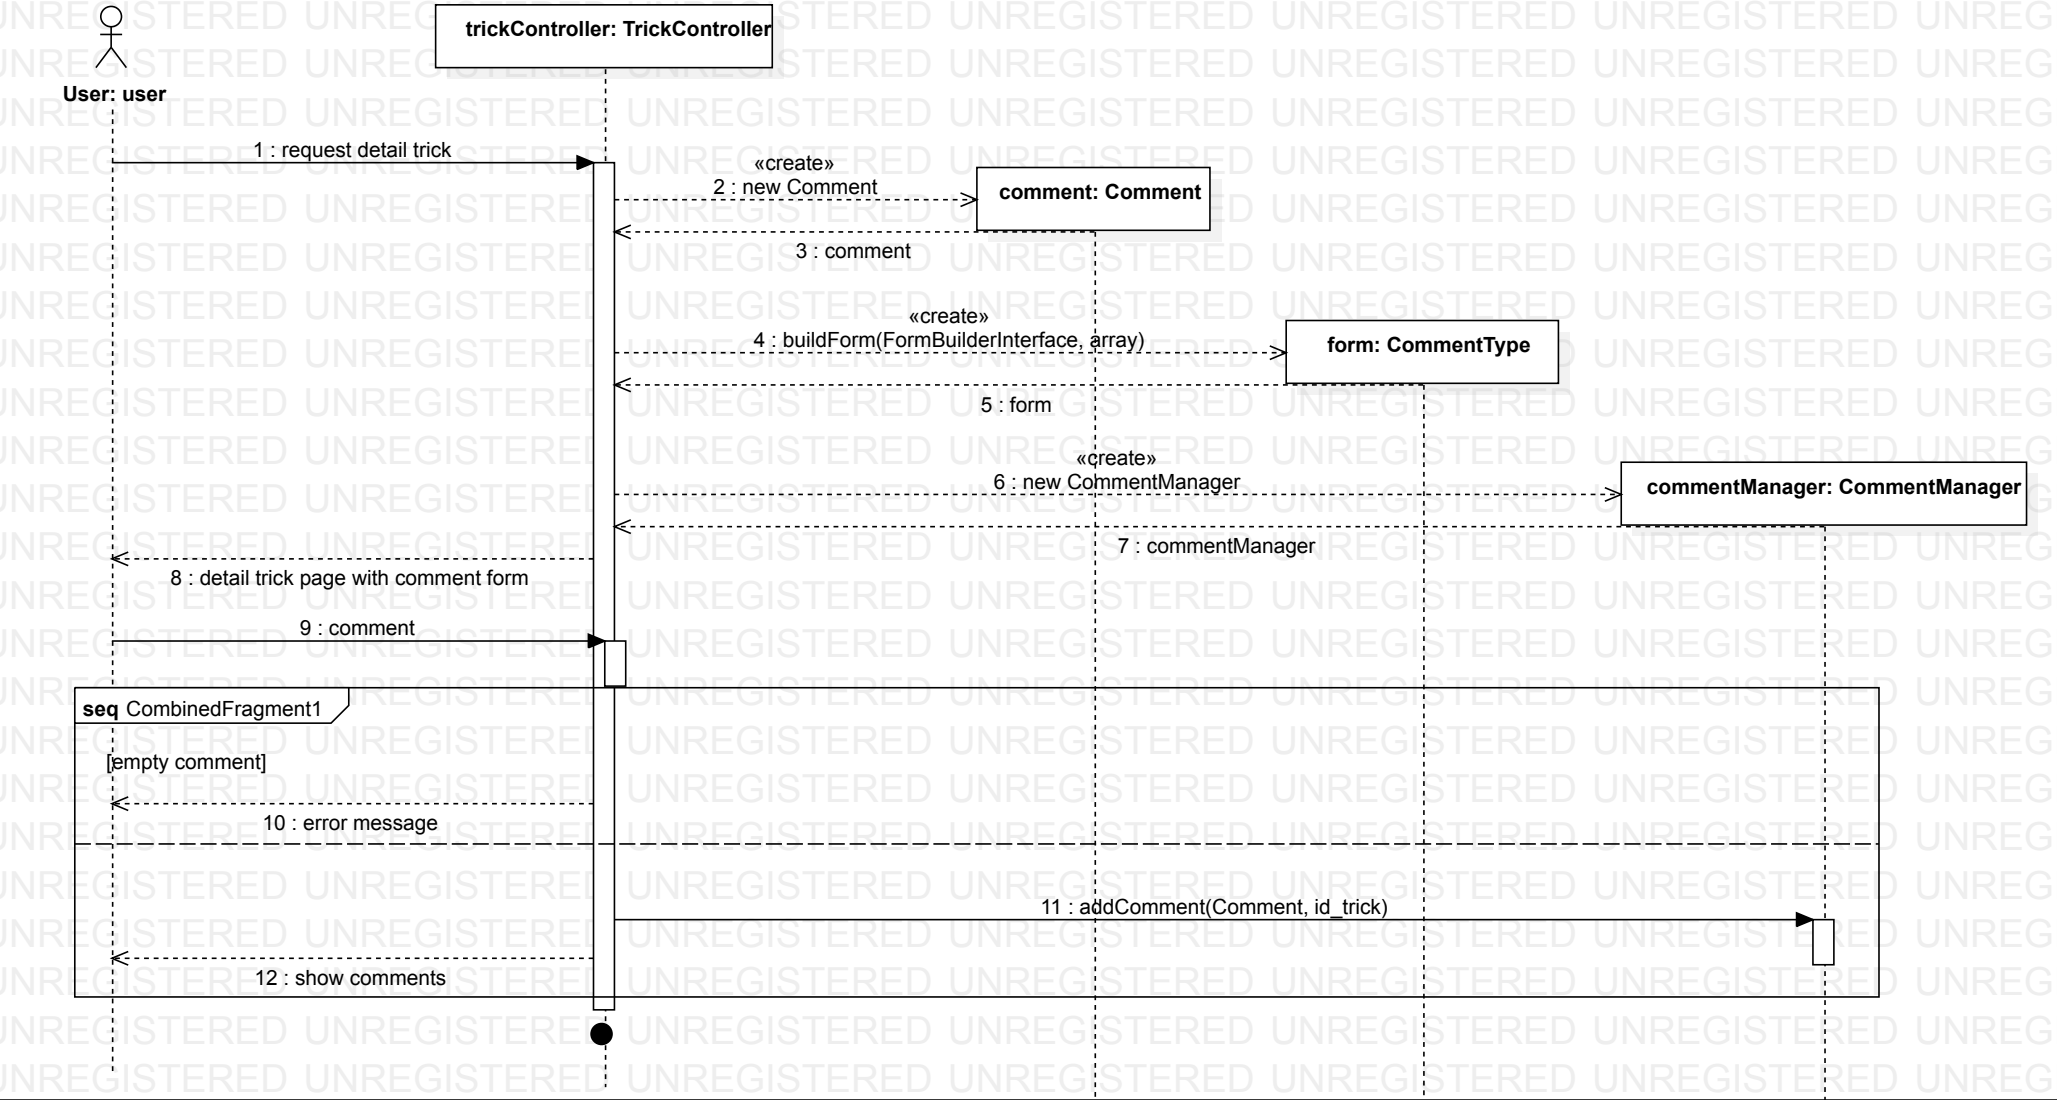 trickController: TrickController
User: user
1 : request detail trick
«create»
2 : new Comment
comment: Comment
3 : comment
«create»
4 : buildForm(FormBuilderInterface, array)
form: CommentType
5 : form
«create»
6 : new CommentManager
commentManager: CommentManager
7 : commentManager
8 : detail trick page with comment form
9 : comment
seq CombinedFragment1
[empty comment]
10 : error message
11 : addComment(Comment, id_trick)
12 : show comments
UNREGISTERED